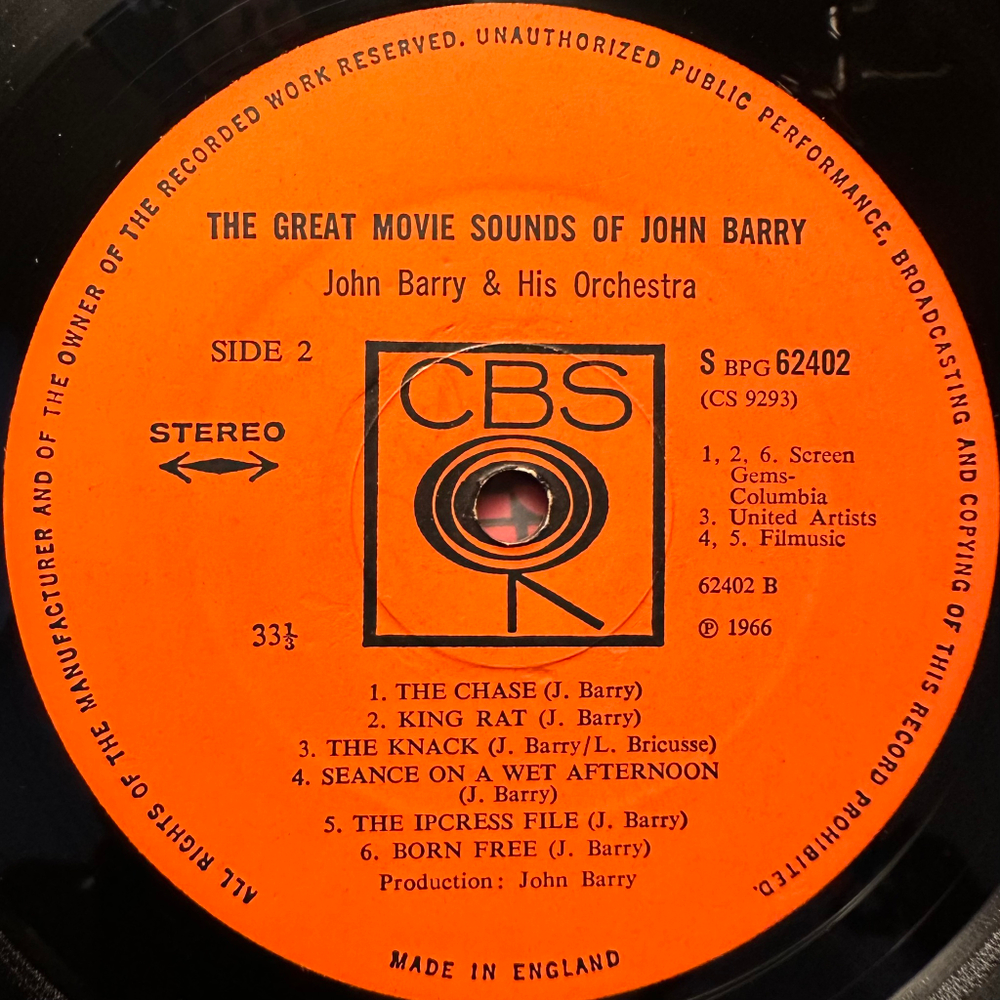 ALL RIGHTS OF THE MANUFACTURER AND OF THE OWNER OF THE RECORDED WORK RESERVED. UNAUTHORIZED PUBLIC PERFORMANCE, BROADCASTING AND COPYING OF THIS RECORD PROHIBITED.
THE GREAT MOVIE SOUNDS OF JOHN BARRY
John Barry & His Orchestra
SIDE 2
STEREO
33⅓
CBS
S BPG 62402
(CS 9293)
1, 2, 6. Screen
Gems-
Columbia
3. United Artists
4, 5. Filmusic
62402 B
℗ 1966
1. THE CHASE (J. Barry)
2. KING RAT (J. Barry)
3. THE KNACK (J. Barry/L. Bricusse)
4. SEANCE ON A WET AFTERNOON
(J. Barry)
5. THE IPCRESS FILE (J. Barry)
6. BORN FREE (J. Barry)
Production: John Barry
MADE IN ENGLAND